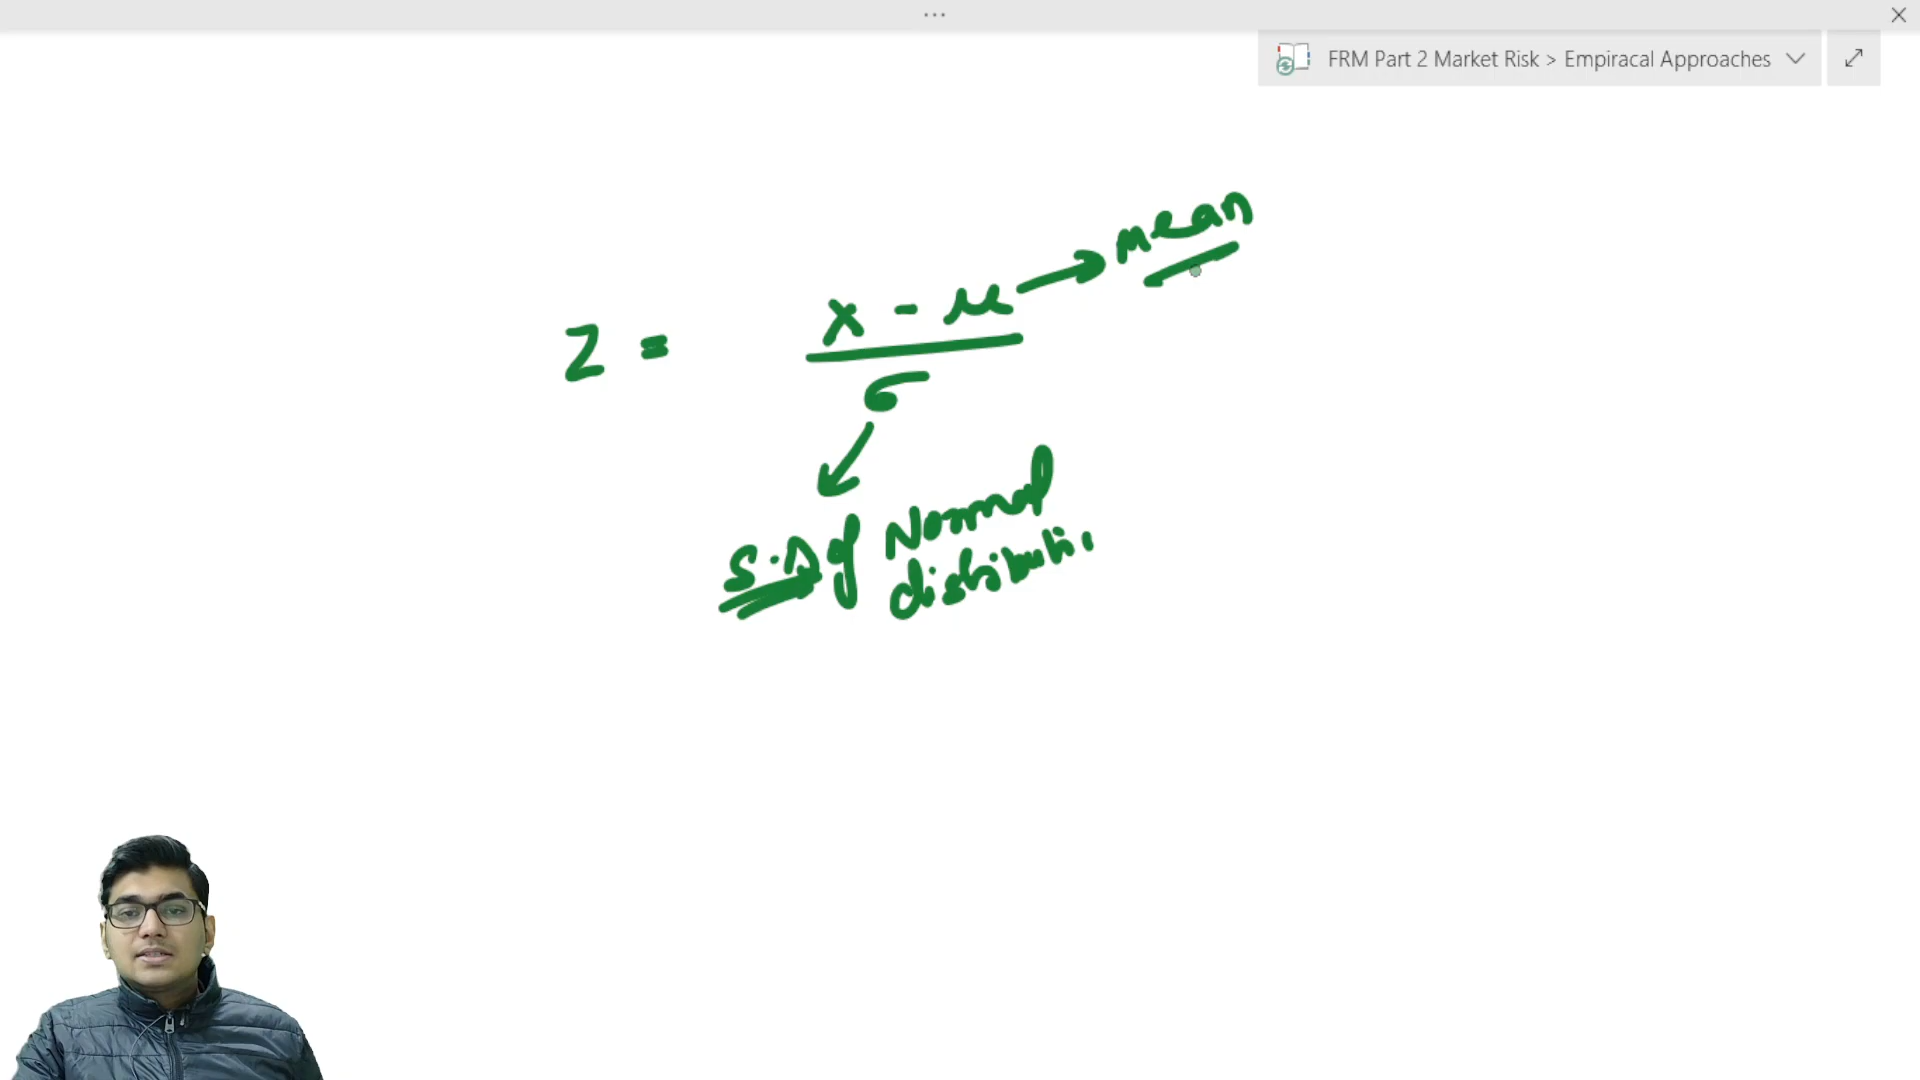 FRM Part 2 Market Risk > Empiracal Approaches
mean
x - μ
Z =
σ
S.D of Normal
distributi